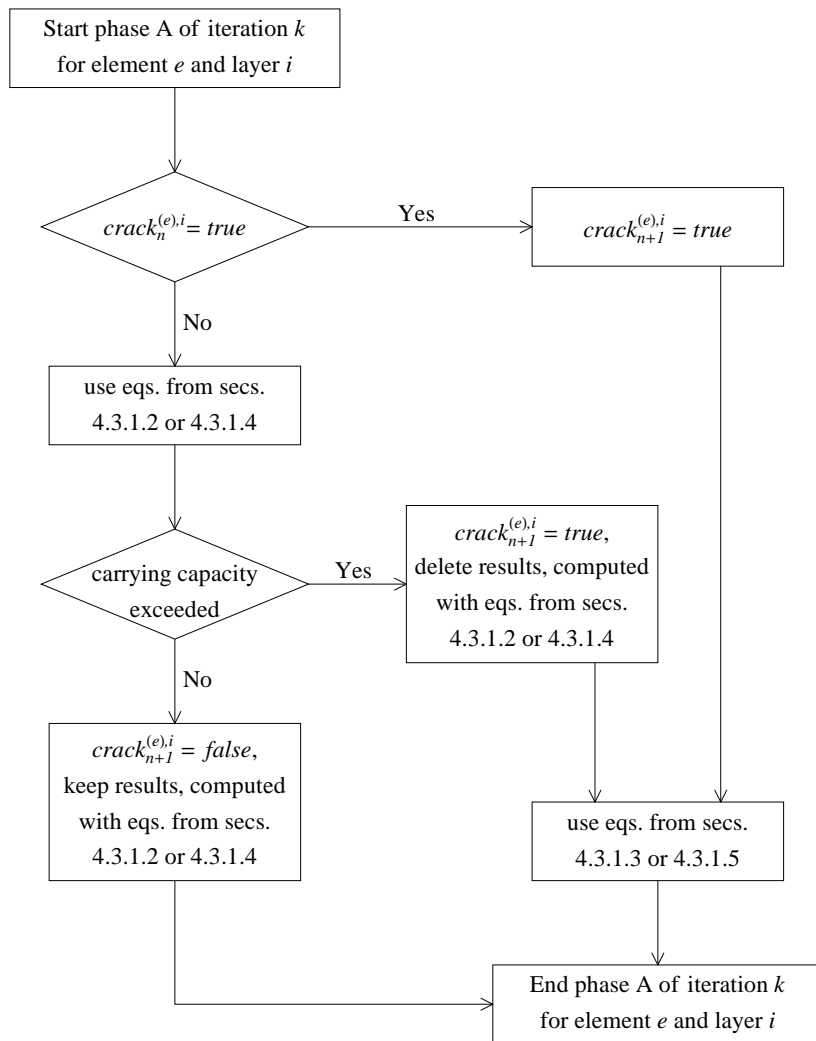 Start phase A of iteration k
for element e and layer i
crack_n^{(e),i} = true
Yes
crack_{n+1}^{(e),i} = true
No
use eqs. from secs.
4.3.1.2 or 4.3.1.4
carrying capacity
exceeded
Yes
crack_{n+1}^{(e),i} = true,
delete results, computed
with eqs. from secs.
4.3.1.2 or 4.3.1.4
No
crack_{n+1}^{(e),i} = false,
keep results, computed
with eqs. from secs.
4.3.1.2 or 4.3.1.4
use eqs. from secs.
4.3.1.3 or 4.3.1.5
End phase A of iteration k
for element e and layer i